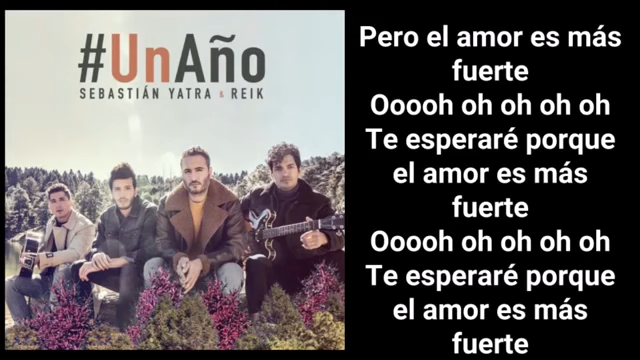 #UnAño
SEBASTIÁN YATRA & REIK
Pero el amor es más
fuerte
Ooooh oh oh oh oh
Te esperaré porque
el amor es más
fuerte
Ooooh oh oh oh oh
Te esperaré porque
el amor es más
fuerte